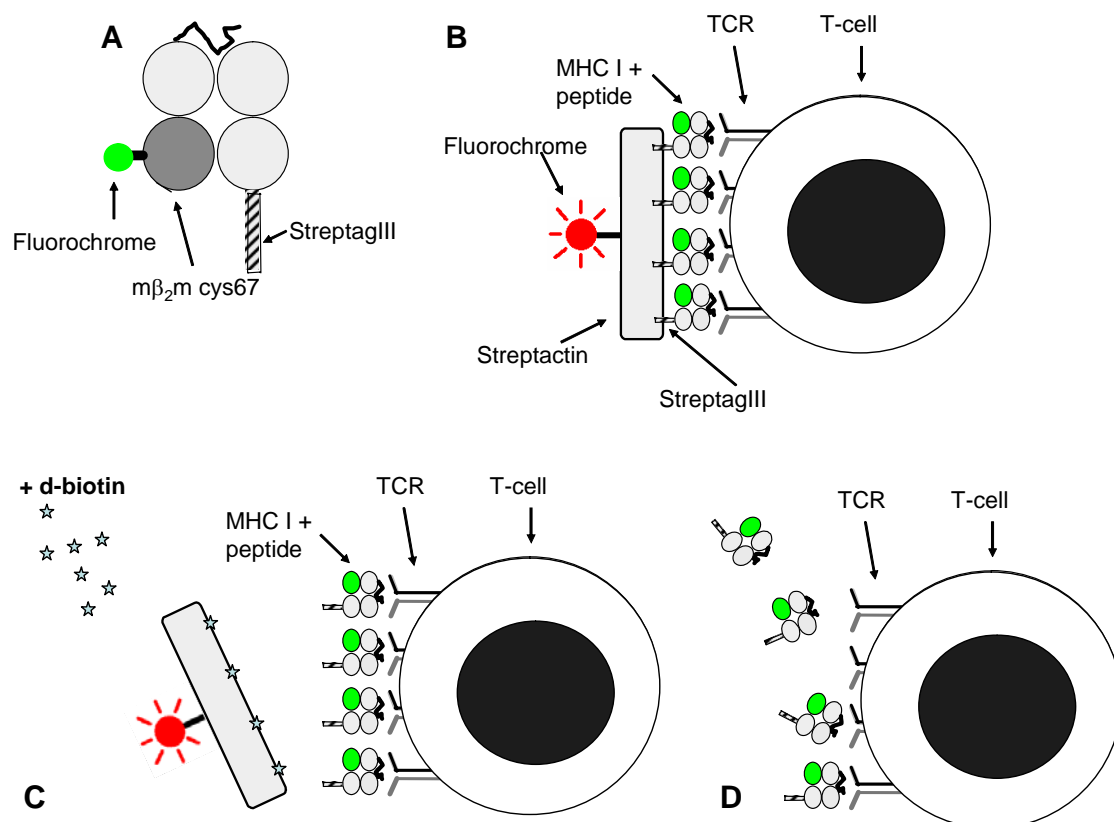 A
Fluorochrome
StreptagIII
mβ₂m cys67
B
TCR
T-cell
MHC I +
peptide
Fluorochrome
Streptactin
StreptagIII
+ d-biotin
TCR
T-cell
MHC I +
peptide
C
TCR
T-cell
D